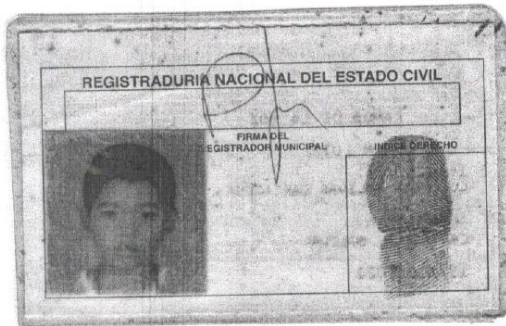 REGISTRADURIA NACIONAL DEL ESTADO CIVIL
FIRMA DEL
REGISTRADOR MUNICIPAL
INDICE DERECHO